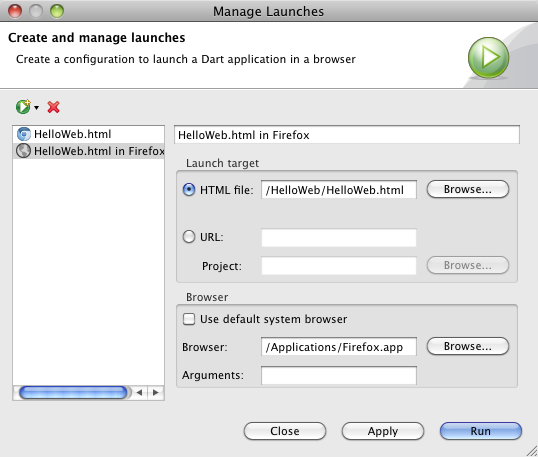 Manage Launches
Create and manage launches
Create a configuration to launch a Dart application in a browser
HelloWeb.html
HelloWeb.html in Firefox
HelloWeb.html in Firefox
Launch target
HTML file: /HelloWeb/HelloWeb.html Browse...
URL:
Project: Browse...
Browser
Use default system browser
Browser: /Applications/Firefox.app Browse...
Arguments:
Close Apply Run